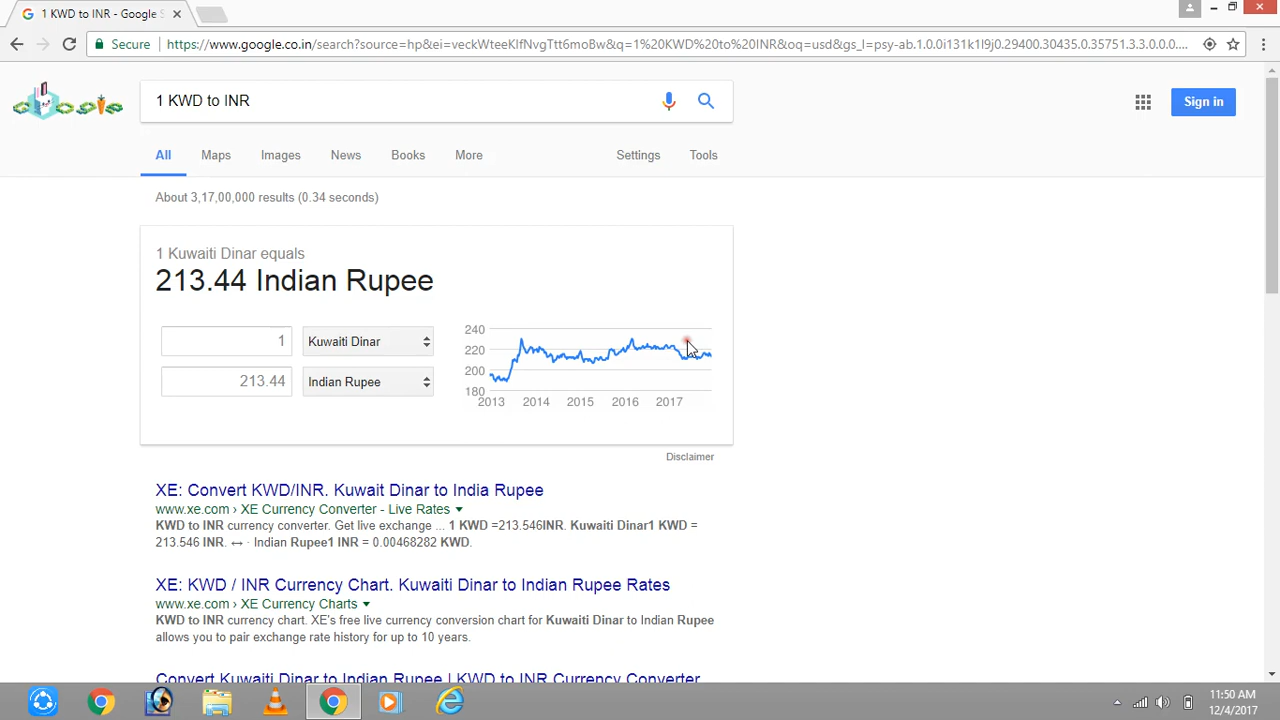 1 KWD to INR - Google S
Secure
https://www.google.co.in/search?source=hp&ei=veckWteeKIfNvgTtt6moBw&q=1%20KWD%20to%20INR&oq=usd&gs_l=psy-ab.1.0.0i131k1l9j0.29400.30435.0.35751.3.3.0.0.0.0....
1 KWD to INR
Sign in
All Maps Images News Books More Settings Tools
About 3,17,00,000 results (0.34 seconds)
1 Kuwaiti Dinar equals
213.44 Indian Rupee
1 Kuwaiti Dinar
213.44 Indian Rupee
240
220
200
180
2013 2014 2015 2016 2017
Disclaimer
XE: Convert KWD/INR. Kuwait Dinar to India Rupee
www.xe.com › XE Currency Converter - Live Rates
KWD to INR currency converter. Get live exchange ... 1 KWD =213.546INR. Kuwaiti Dinar1 KWD =
213.546 INR. ↔ · Indian Rupee1 INR = 0.00468282 KWD.
XE: KWD / INR Currency Chart. Kuwaiti Dinar to Indian Rupee Rates
www.xe.com › XE Currency Charts
KWD to INR currency chart. XE's free live currency conversion chart for Kuwaiti Dinar to Indian Rupee
allows you to pair exchange rate history for up to 10 years.
Convert Kuwaiti Dinar to Indian Rupee | KWD to INR Currency Converter
11:50 AM
12/4/2017